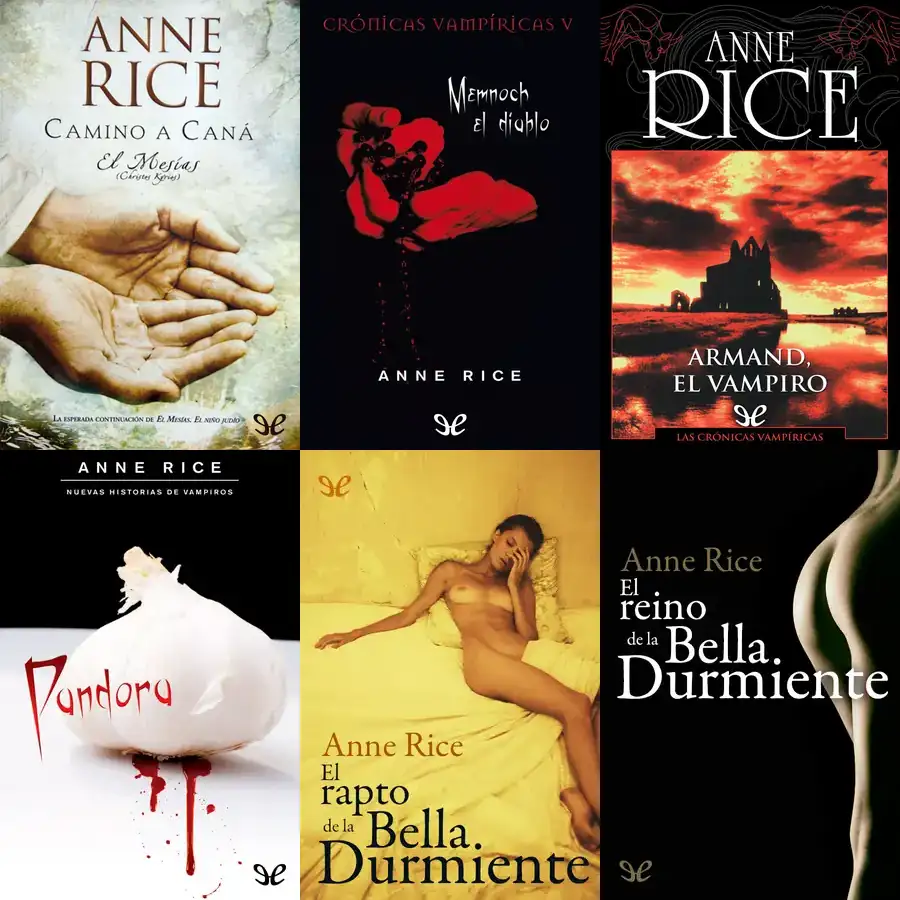 ANNE
RICE
CAMINO A CANÁ
El Mesías
(Christos Kyrios)
LA ESPERADA CONTINUACIÓN DE EL MESÍAS. EL NIÑO JUDÍO
CRÓNICAS VAMPÍRICAS V
Memnoch
el diablo
ANNE RICE
ANNE
RICE
ARMAND,
EL VAMPIRO
LAS CRÓNICAS VAMPÍRICAS
ANNE RICE
NUEVAS HISTORIAS DE VAMPIROS
Pandora
Anne Rice
El
rapto
de la Bella
Durmiente
Anne Rice
El
reino
de la Bella
Durmiente